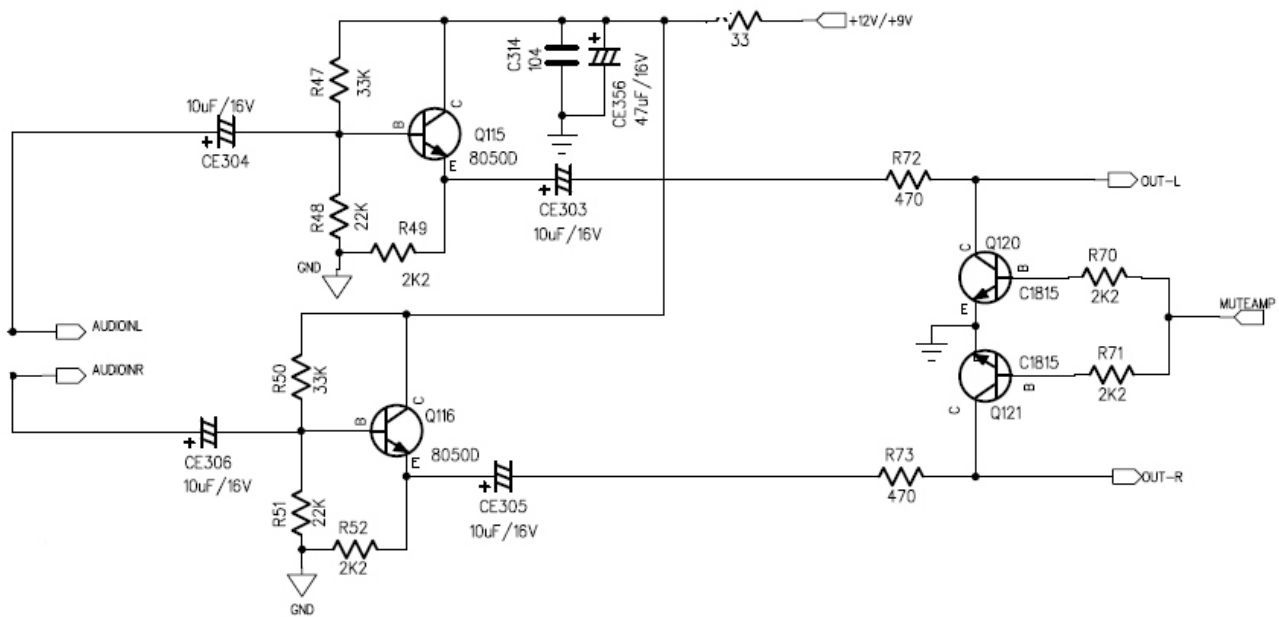 +12V/+9V
33
R47
33K
C314
104
CE356
47uF/16V
10uF/16V
CE304
C
B
Q115
8050D
E
CE303
10uF/16V
R72
470
OUT-L
R48
22K
R49
2K2
GND
C
Q120
B
C1815
E
R70
2K2
MUTEAMP
AUDIOINL
AUDIOINR
R50
33K
C1815
B
C
Q121
R71
2K2
C
B
Q116
8050D
E
CE306
10uF/16V
CE305
10uF/16V
R73
470
OUT-R
R51
22K
R52
2K2
GND